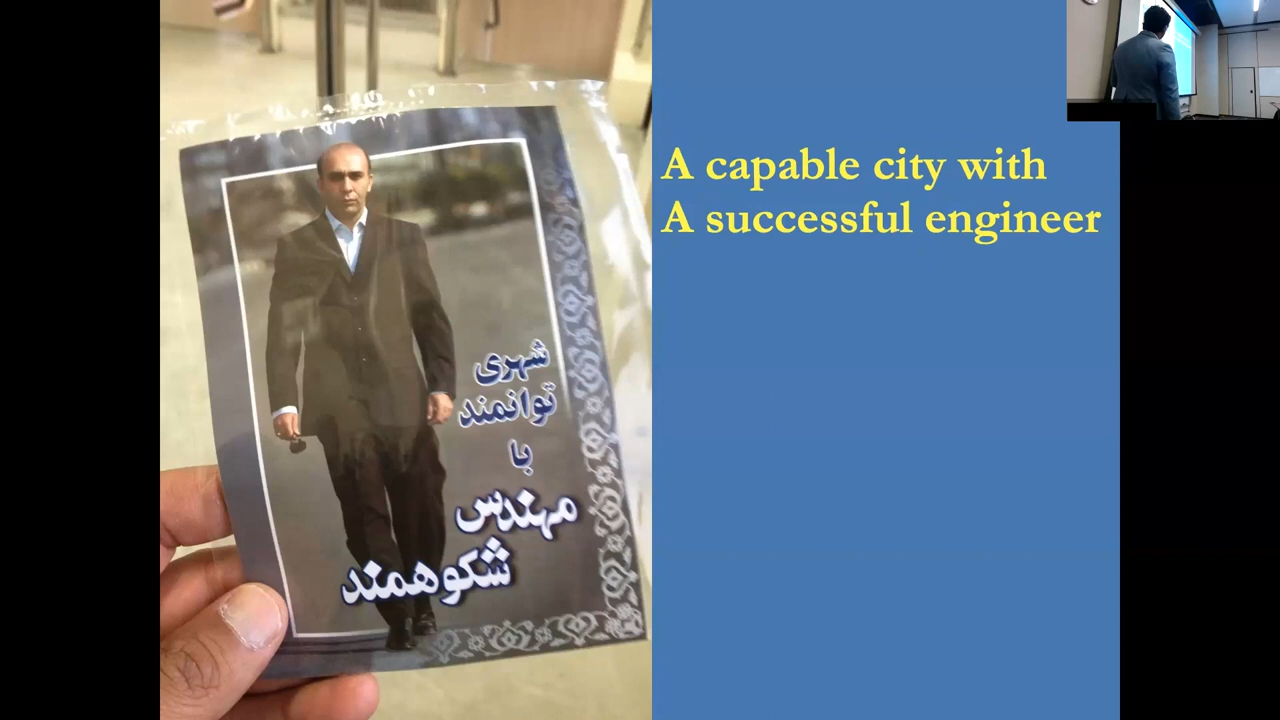 شهری
توانمند
با
مهندس
شکوهمند
A capable city with
A successful engineer